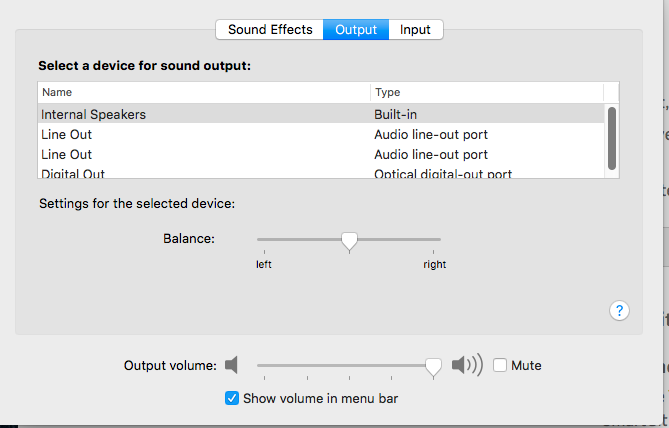 Sound Effects Output Input
Select a device for sound output:
Name Type
Internal Speakers Built-in
Line Out Audio line-out port
Line Out Audio line-out port
Digital Out Optical digital-out port
Settings for the selected device:
Balance:
left right
?
Output volume: Mute
Show volume in menu bar